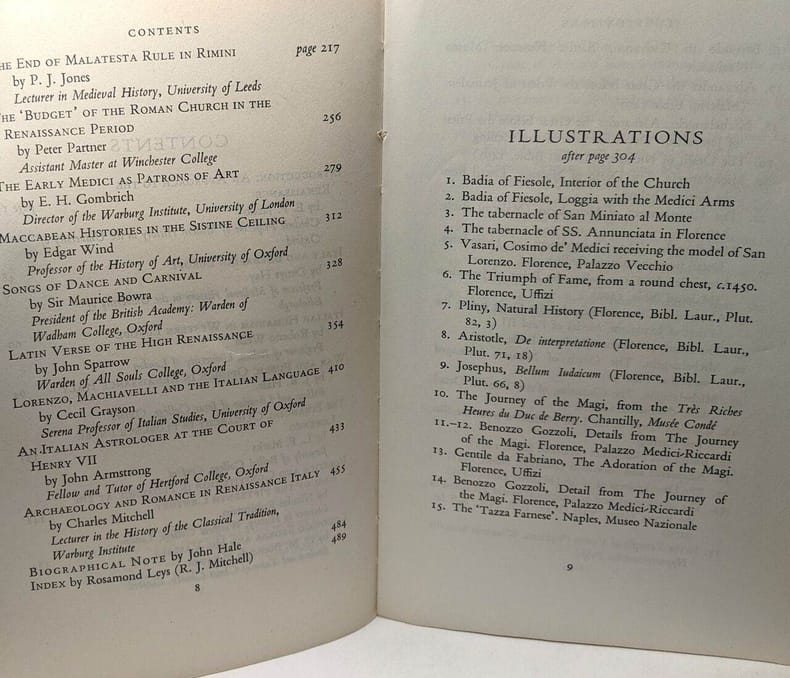 CONTENTS
HE END OF MALATESTA RULE IN RIMINI page 217
by P. J. Jones
Lecturer in Medieval History, University of Leeds
THE 'BUDGET' OF THE ROMAN CHURCH IN THE
RENAISSANCE PERIOD 256
by Peter Partner
Assistant Master at Winchester College
THE EARLY MEDICI AS PATRONS OF ART 279
by E. H. Gombrich
Director of the Warburg Institute, University of London
MACCABEAN HISTORIES IN THE SISTINE CEILING 312
by Edgar Wind
Professor of the History of Art, University of Oxford
SONGS OF DANCE AND CARNIVAL 328
by Sir Maurice Bowra
President of the British Academy: Warden of
Wadham College, Oxford
LATIN VERSE OF THE HIGH RENAISSANCE 354
by John Sparrow
Warden of All Souls College, Oxford
LORENZO, MACHIAVELLI AND THE ITALIAN LANGUAGE 410
by Cecil Grayson
Serena Professor of Italian Studies, University of Oxford
AN ITALIAN ASTROLOGER AT THE COURT OF
HENRY VII 433
by John Armstrong
Fellow and Tutor of Hertford College, Oxford
ARCHAEOLOGY AND ROMANCE IN RENAISSANCE ITALY 455
by Charles Mitchell
Lecturer in the History of the Classical Tradition,
Warburg Institute
BIOGRAPHICAL NOTE by John Hale 484
INDEX by Rosamond Leys (R. J. Mitchell) 489
8
ILLUSTRATIONS
after page 304
1. Badia of Fiesole, Interior of the Church
2. Badia of Fiesole, Loggia with the Medici Arms
3. The tabernacle of San Miniato al Monte
4. The tabernacle of SS. Annunciata in Florence
5. Vasari, Cosimo de' Medici receiving the model of San
Lorenzo. Florence, Palazzo Vecchio
6. The Triumph of Fame, from a round chest, c.1450.
Florence, Uffizi
7. Pliny, Natural History (Florence, Bibl. Laur., Plut.
82, 3)
8. Aristotle, De interpretatione (Florence, Bibl. Laur.,
Plut. 71, 18)
9. Josephus, Bellum Iudaicum (Florence, Bibl. Laur.,
Plut. 66, 8)
10. The Journey of the Magi, from the Très Riches
Heures du Duc de Berry. Chantilly, Musée Condé
11.-12. Benozzo Gozzoli, Details from The Journey
of the Magi. Florence, Palazzo Medici-Riccardi
13. Gentile da Fabriano, The Adoration of the Magi.
Florence, Uffizi
14. Benozzo Gozzoli, Detail from The Journey of
the Magi. Florence, Palazzo Medici-Riccardi
15. The 'Tazza Farnese'. Naples, Museo Nazionale
9